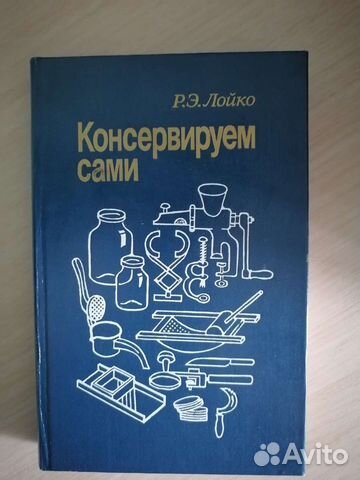 Р.Э. Лойко
Консервируем
сами
Avito